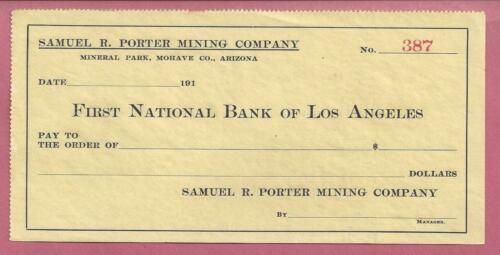 SAMUEL R. PORTER MINING COMPANY
No. 387
MINERAL PARK, MOHAVE CO., ARIZONA
DATE 191
FIRST NATIONAL BANK OF LOS ANGELES
PAY TO
THE ORDER OF $
DOLLARS
SAMUEL R. PORTER MINING COMPANY
BY
MANAGER.